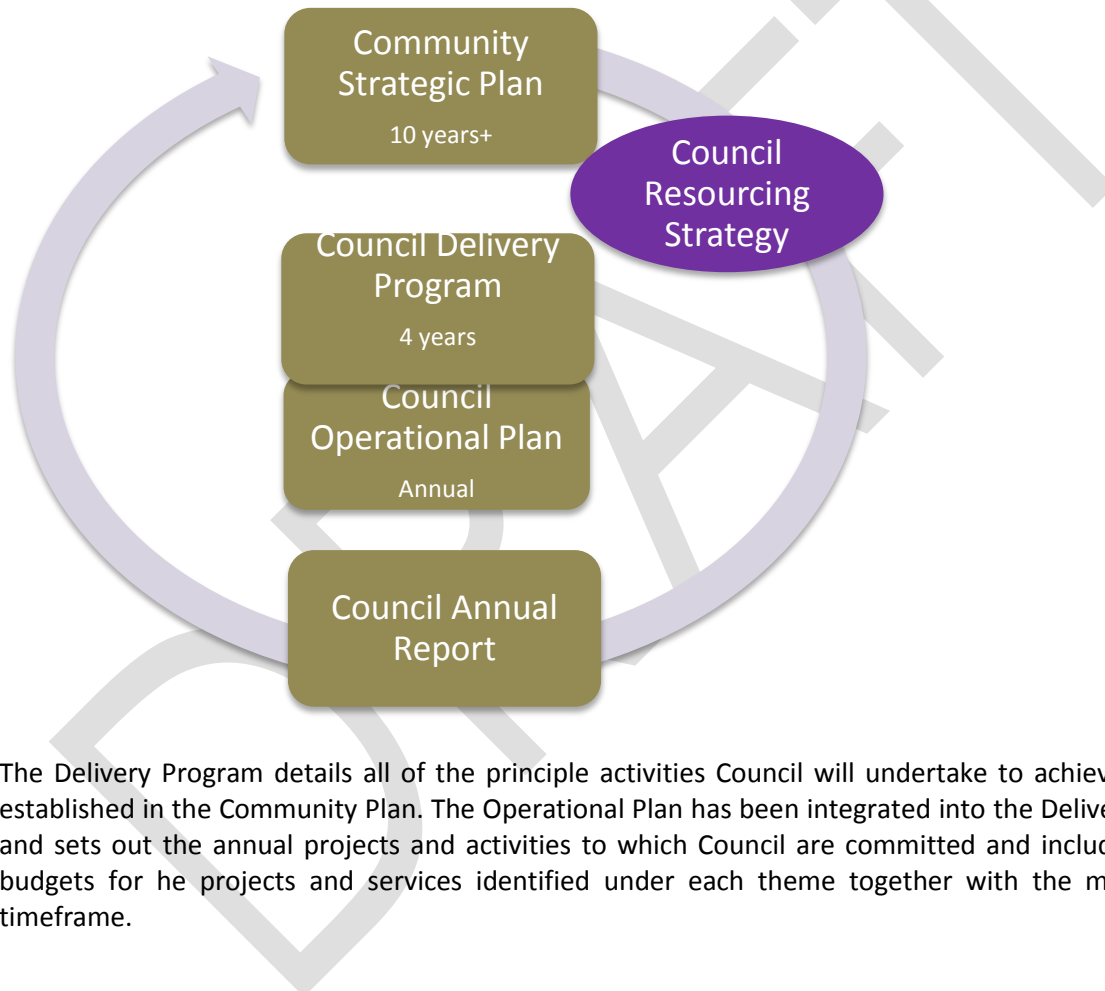 Community
Strategic Plan
10 years+
Council
Resourcing
Strategy
Council Delivery
Program
4 years
Council
Operational Plan
Annual
Council Annual
Report
The Delivery Program details all of the principle activities Council will undertake to achiev
established in the Community Plan. The Operational Plan has been integrated into the Delive
and sets out the annual projects and activities to which Council are committed and includ
budgets for he projects and services identified under each theme together with the m
timeframe.
DRAFT